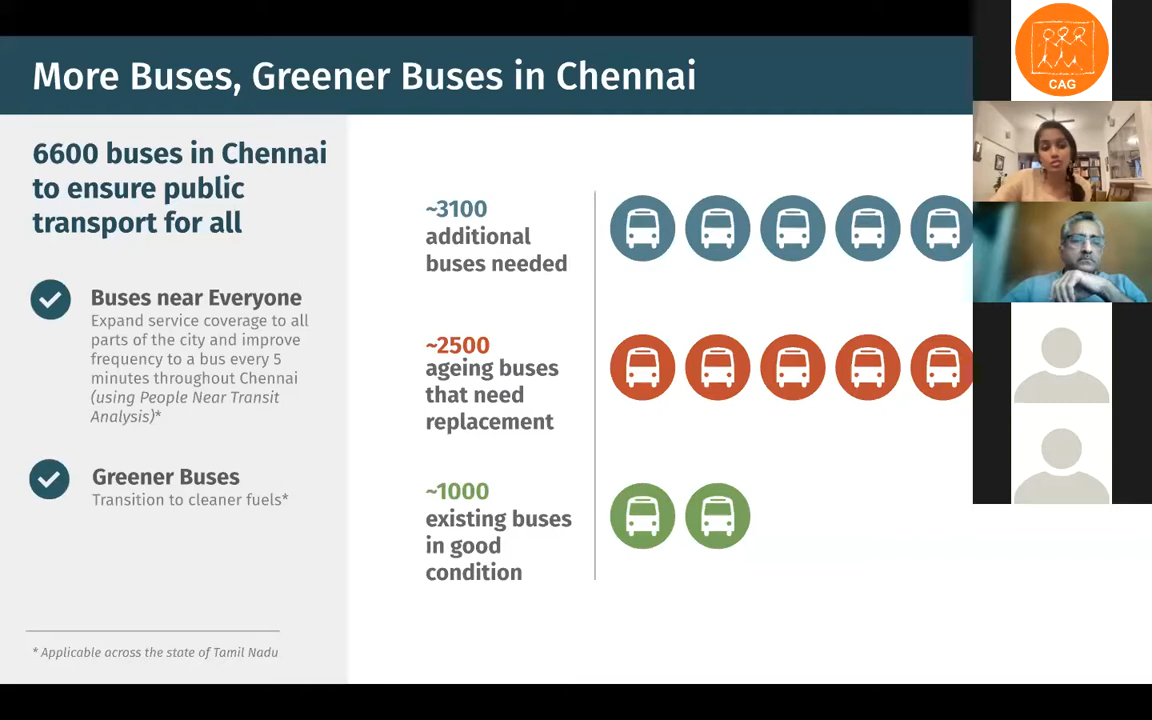 More Buses, Greener Buses in Chennai
6600 buses in Chennai
to ensure public
transport for all
Buses near Everyone
Expand service coverage to all
parts of the city and improve
frequency to a bus every 5
minutes throughout Chennai
(using People Near Transit
Analysis)*
Greener Buses
Transition to cleaner fuels*
* Applicable across the state of Tamil Nadu
~3100
additional
buses needed
~2500
ageing buses
that need
replacement
~1000
existing buses
in good
condition
CAG